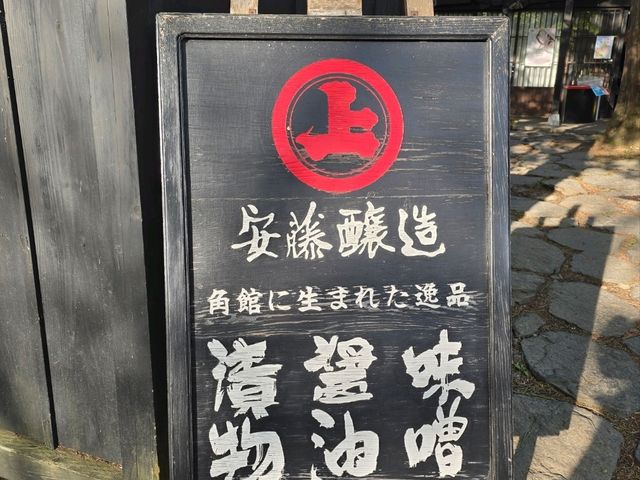 上
安藤醸造
角館に生まれた逸品
味噌
醤油
漬物